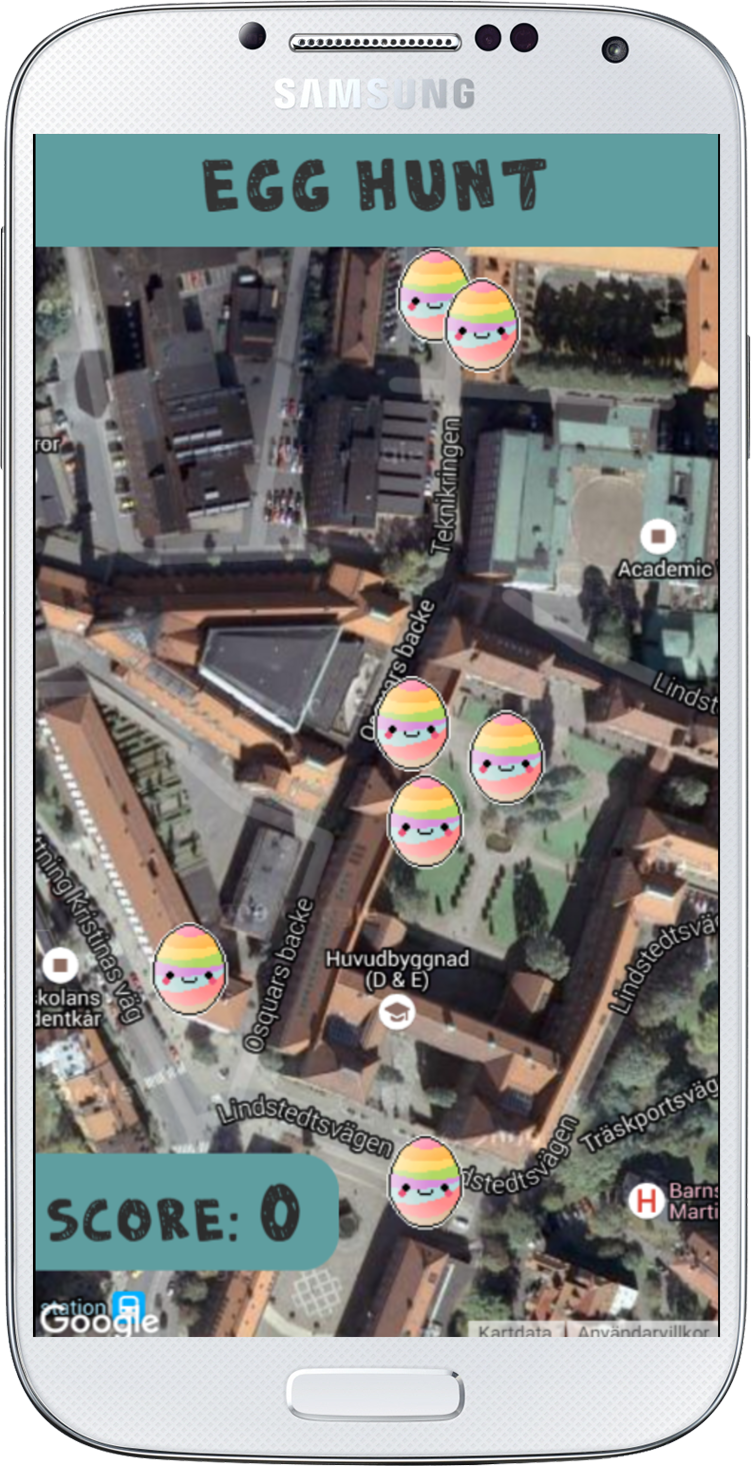 SAMSUNG
EGG HUNT
ror
Teknikringen
Academic
Osquars backe
Lindst
tning Kristinas väg
Huvudbyggnad
(D & E)
Osquars backe
Lindstedtsvär
skolans
dentkår
Lindstedtsvägen
dstedtsvägen
Träskportsväg
Barns
Marti
H
SCORE: 0
station
Google
Kartdata
Användarvillkor